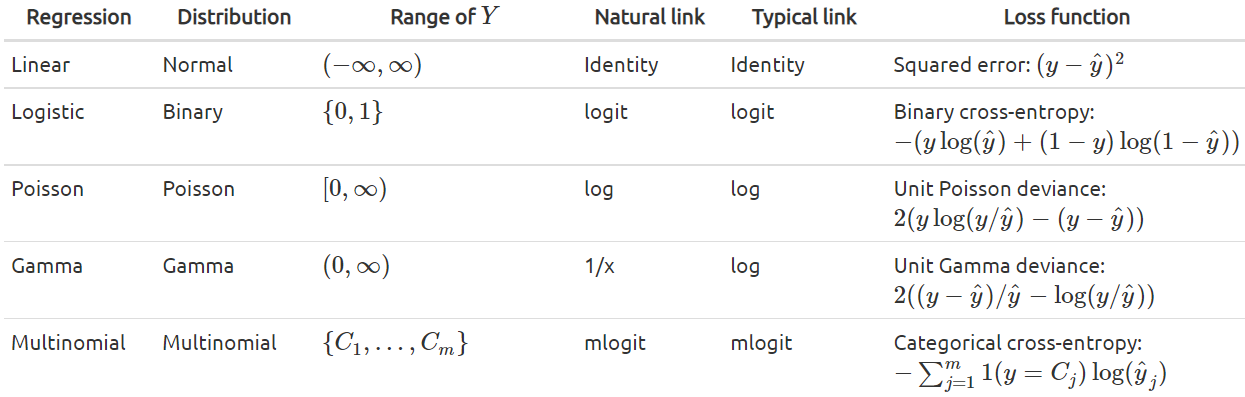 Regression Distribution Range of Y Natural link Typical link Loss function
Linear Normal (−∞, ∞) Identity Identity Squared error: (y − ŷ)²
Logistic Binary {0, 1} logit logit Binary cross-entropy:
−(y log(ŷ) + (1 − y) log(1 − ŷ))
Poisson Poisson [0, ∞) log log Unit Poisson deviance:
2(y log(y/ŷ) − (y − ŷ))
Gamma Gamma (0, ∞) 1/x log Unit Gamma deviance:
2((y − ŷ)/ŷ − log(y/ŷ))
Multinomial Multinomial {C₁, …, Cₘ} mlogit mlogit Categorical cross-entropy:
− ∑ᵐⱼ₌₁ 1(y = Cⱼ) log(ŷⱼ)